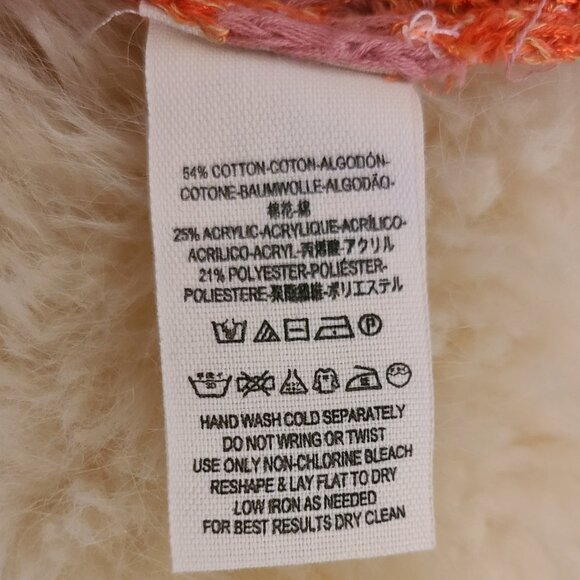 54% COTTON-COTON-ALGODÓN-
COTONE-BAUMWOLLE-ALGODÃO-
棉花-綿
25% ACRYLIC-ACRYLIQUE-ACRÍLICO-
ACRILICO-ACRYL-丙烯酸-アクリル
21% POLYESTER-POLIÉSTER-
POLIESTERE-聚酯纖維-ポリエステル
HAND WASH COLD SEPARATELY
DO NOT WRING OR TWIST
USE ONLY NON-CHLORINE BLEACH
RESHAPE & LAY FLAT TO DRY
LOW IRON AS NEEDED
FOR BEST RESULTS DRY CLEAN